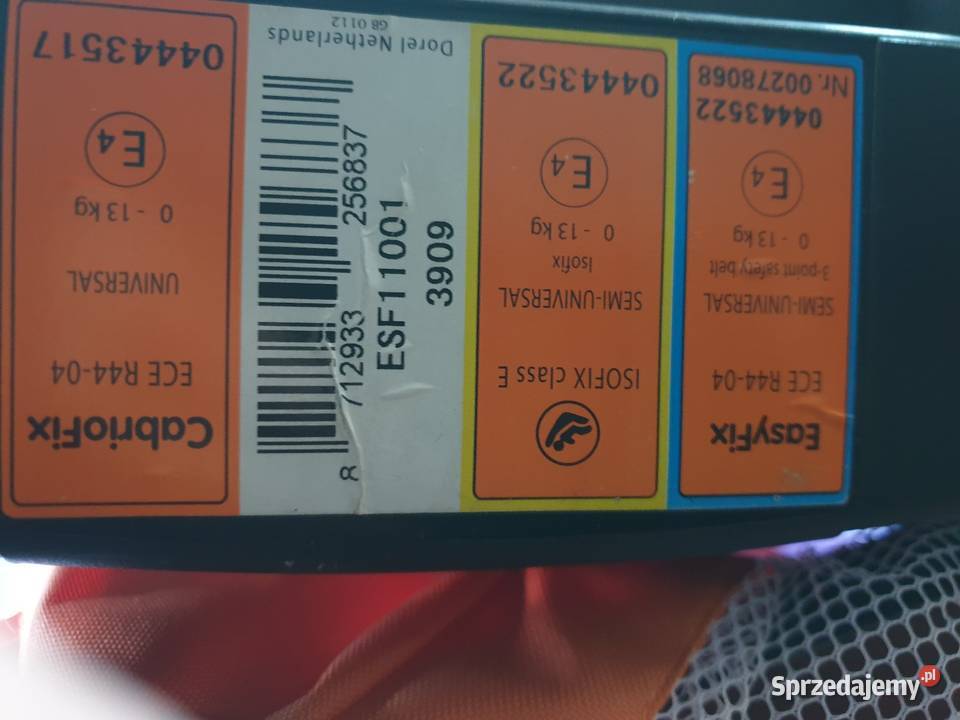 EasyFix
ECE R44-04
SEMI-UNIVERSAL
3-point safety belt
0 - 13 kg
E4
04443522
Nr. 00278068
ISOFIX class E
SEMI-UNIVERSAL
Isofix
0 - 13 kg
E4
04443522
8 712933 256837
ESF11001
3909
Dorel Netherlands
GB 0112
CabrioFix
ECE R44-04
UNIVERSAL
0 - 13 kg
E4
04443517
Sprzedajemy.pl